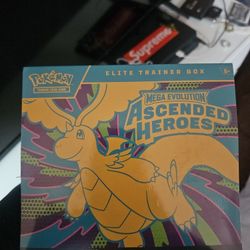 Supreme
POKÉMON
ELITE TRAINER BOX
MEGA EVOLUTION
ASCENDED
HEROES